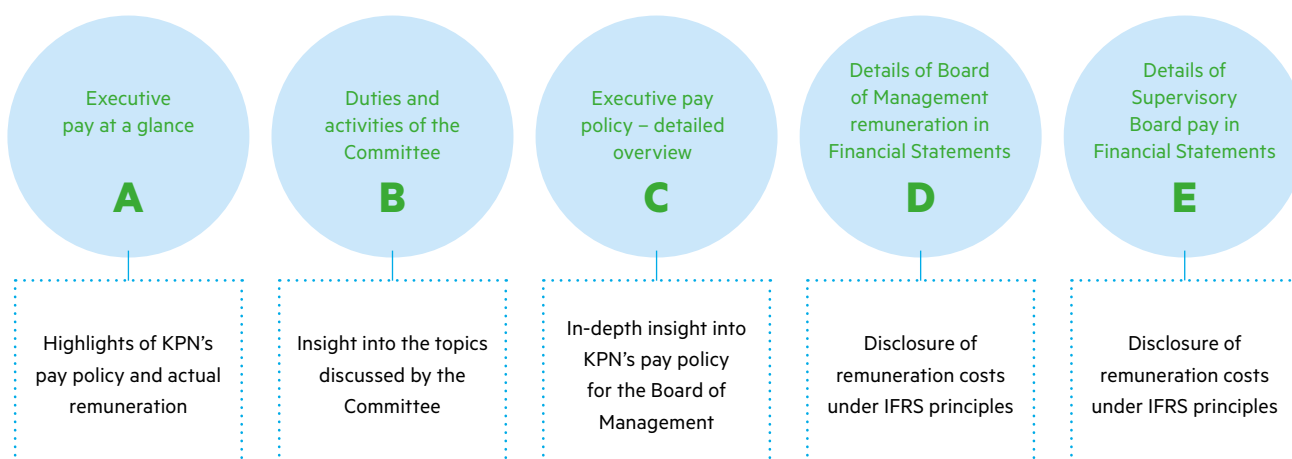 Executive
pay at a glance
A
Highlights of KPN's
pay policy and actual
remuneration
Duties and
activities of the
Committee
B
Insight into the topics
discussed by the
Committee
Executive pay
policy – detailed
overview
C
In-depth insight into
KPN's pay policy
for the Board of
Management
Details of Board
of Management
remuneration in
Financial Statements
D
Disclosure of
remuneration costs
under IFRS principles
Details of
Supervisory
Board pay in
Financial Statements
E
Disclosure of
remuneration costs
under IFRS principles